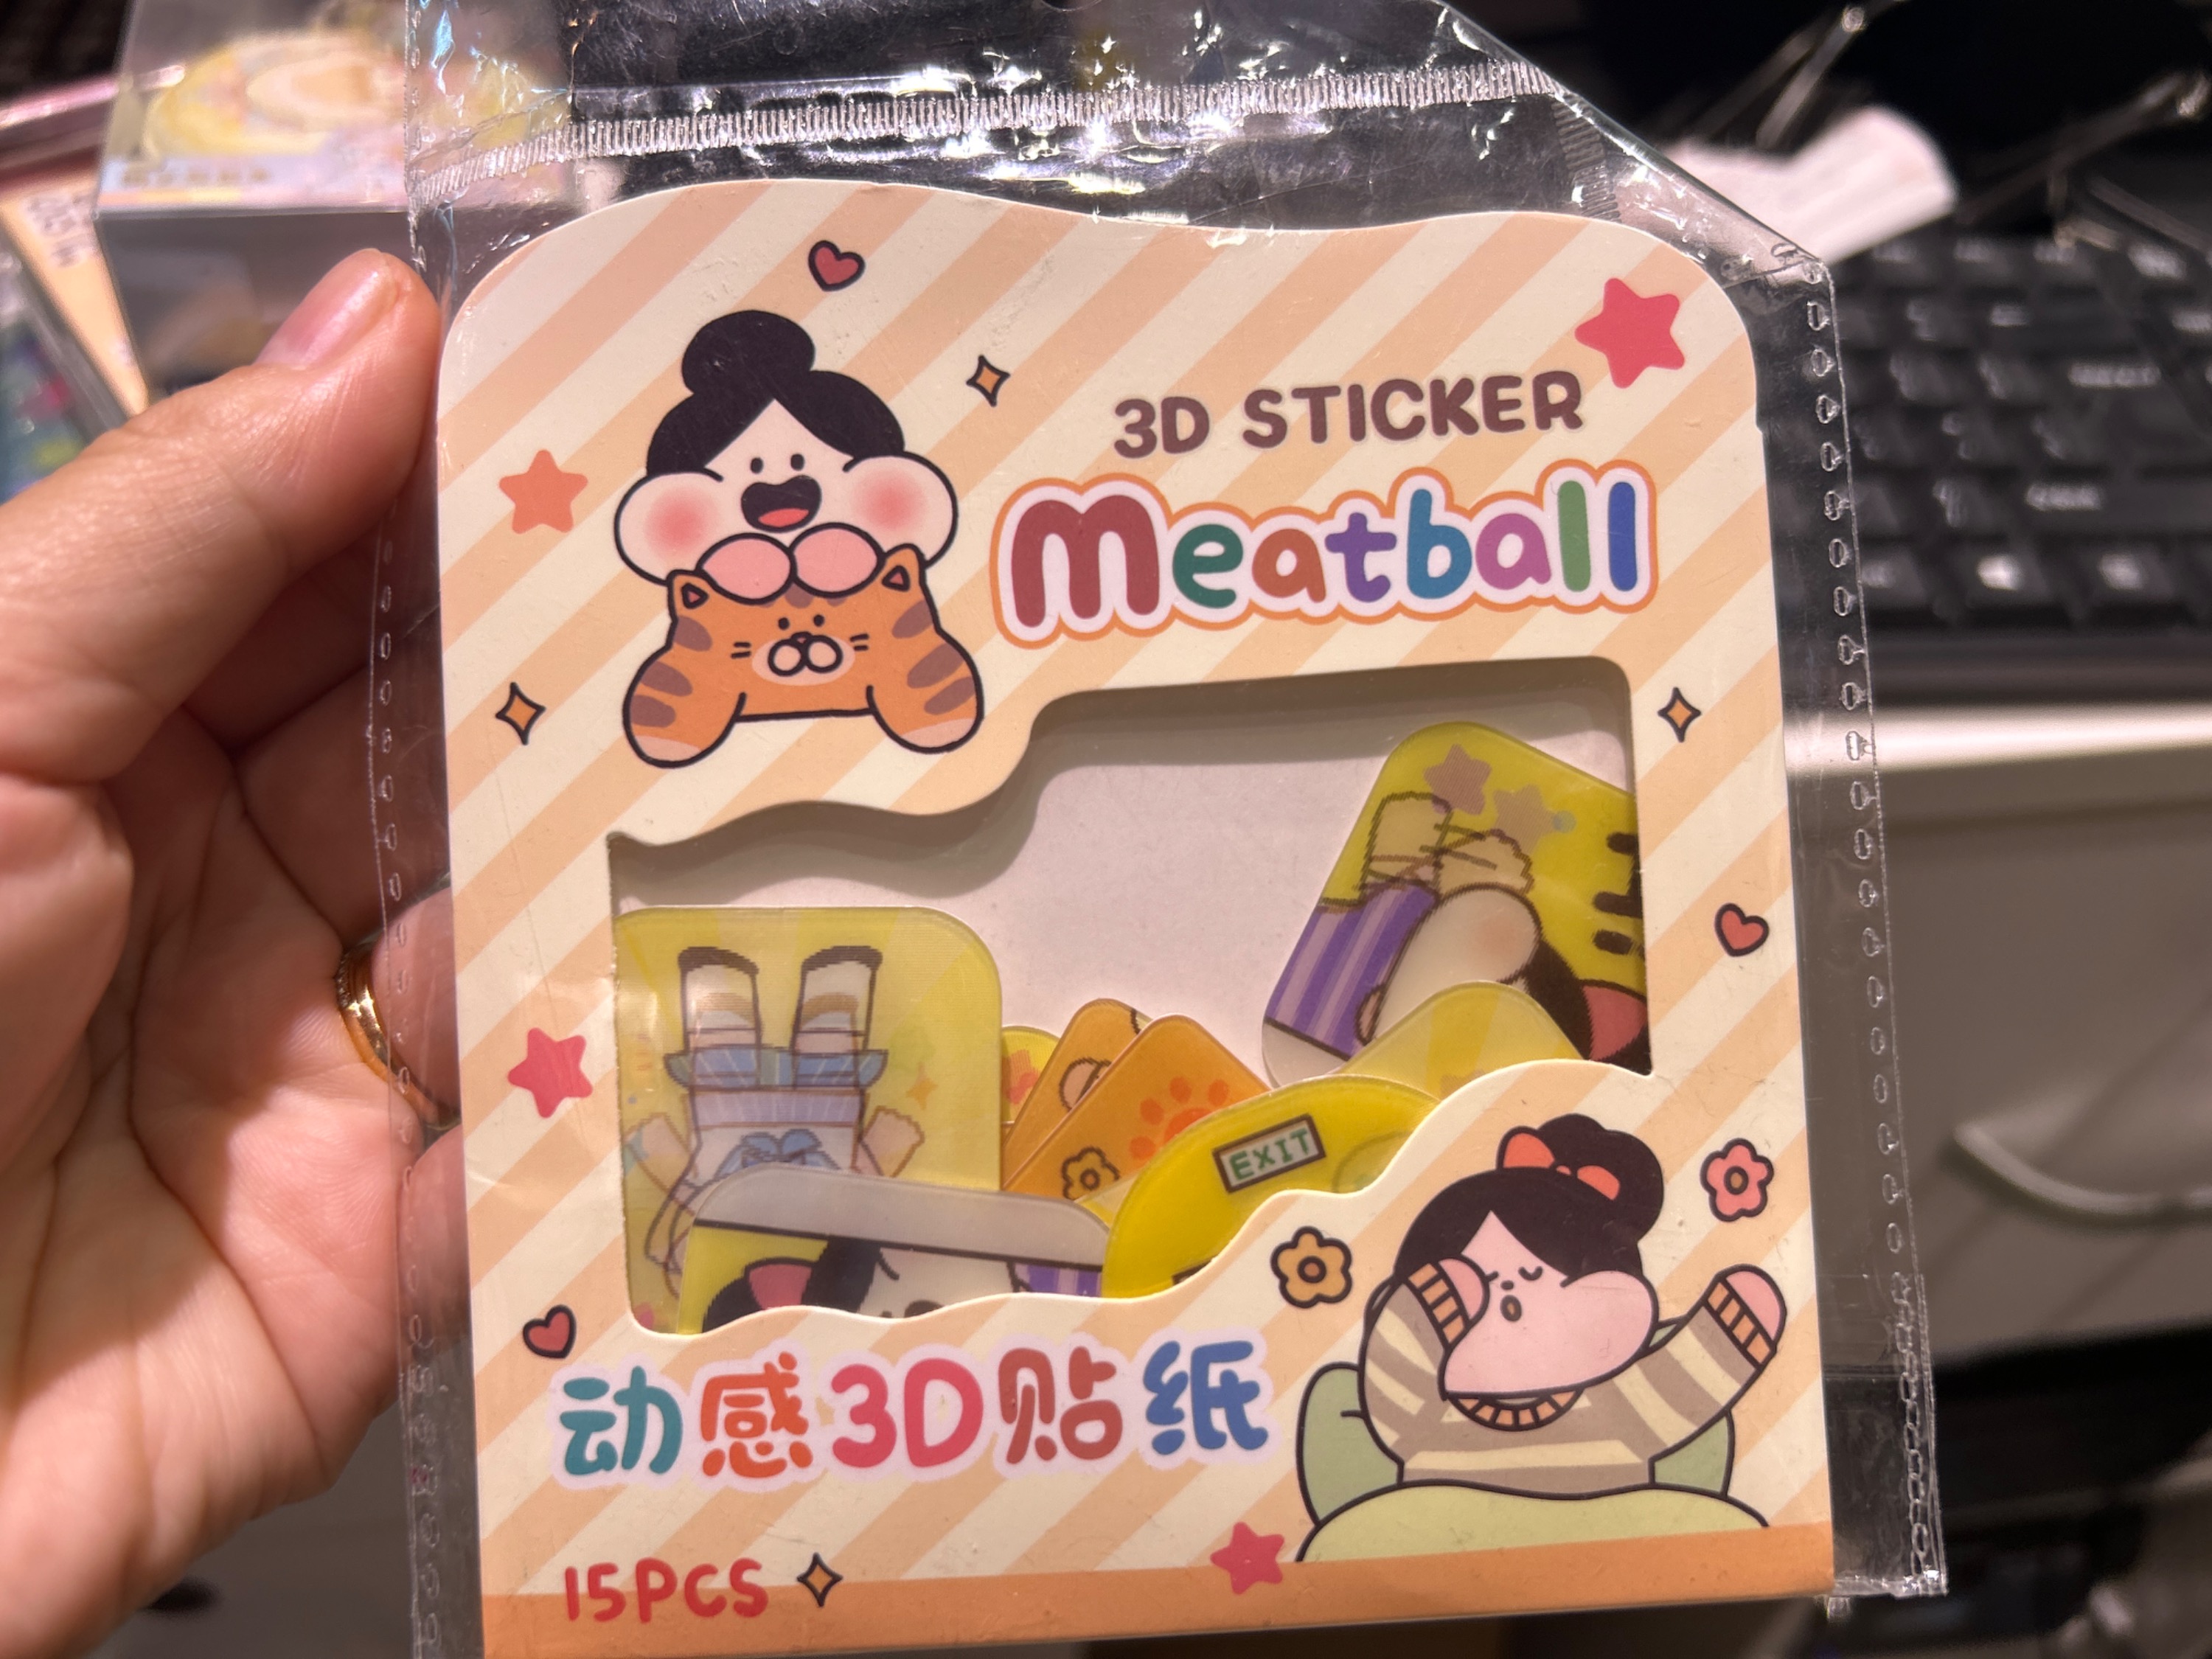 3D STICKER
Meatball
EXIT
动感3D贴纸
15PCS